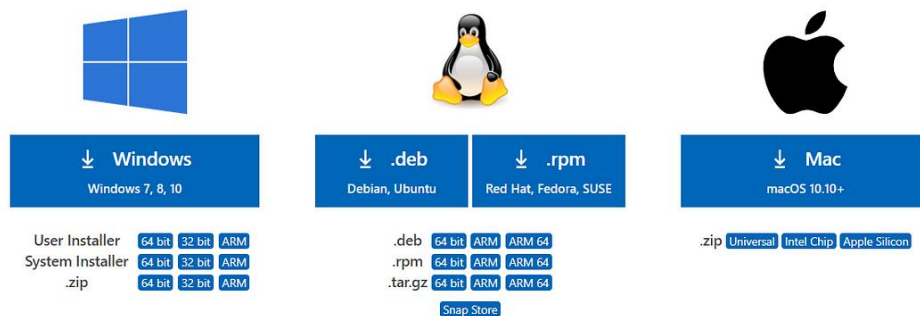 Windows
Windows 7, 8, 10
User Installer 64 bit 32 bit ARM
System Installer 64 bit 32 bit ARM
.zip 64 bit 32 bit ARM
.deb
Debian, Ubuntu
.rpm
Red Hat, Fedora, SUSE
.deb 64 bit ARM ARM 64
.rpm 64 bit ARM ARM 64
.tar.gz 64 bit ARM ARM 64
Snap Store
Mac
macOS 10.10+
.zip Universal Intel Chip Apple Silicon